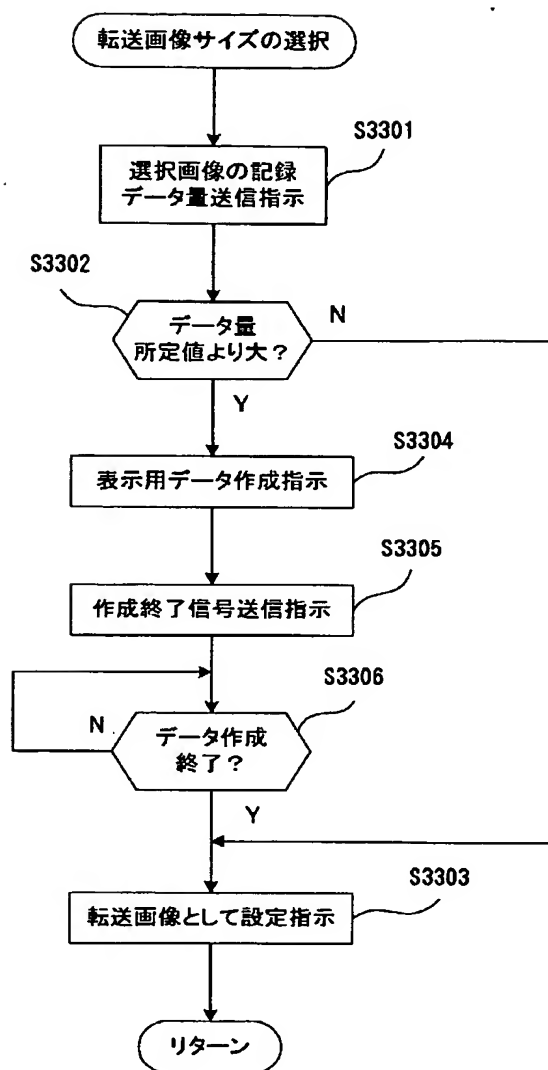 転送画像サイズの選択
S3301
選択画像の記録
データ量送信指示
S3302
データ量
所定値より大？
N
Y
S3304
表示用データ作成指示
S3305
作成終了信号送信指示
S3306
データ作成
終了？
N
Y
S3303
転送画像として設定指示
リターン